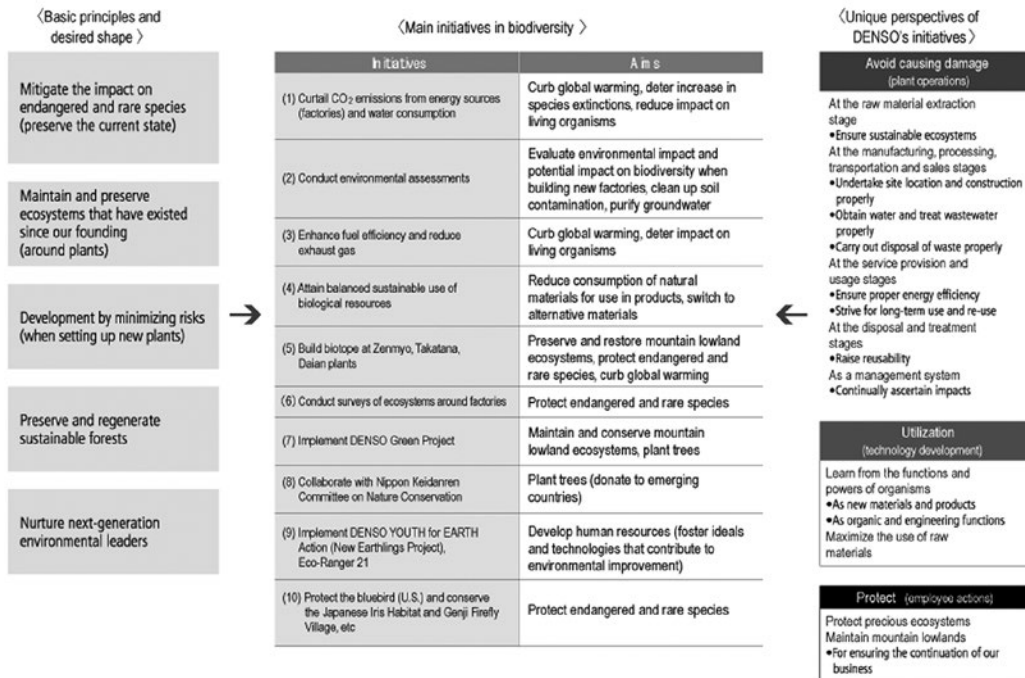 〈Basic principles and
desired shape 〉
Mitigate the impact on
endangered and rare species
(preserve the current state)
Maintain and preserve
ecosystems that have existed
since our founding
(around plants)
Development by minimizing risks
(when setting up new plants)
Preserve and regenerate
sustainable forests
Nurture next-generation
environmental leaders
〈Main initiatives in biodiversity 〉
Initiatives
Aims
(1) Curtail CO₂ emissions from energy sources
(factories) and water consumption
Curb global warming, deter increase in
species extinctions, reduce impact on
living organisms
(2) Conduct environmental assessments
Evaluate environmental impact and
potential impact on biodiversity when
building new factories, clean up soil
contamination, purify groundwater
(3) Enhance fuel efficiency and reduce
exhaust gas
Curb global warming, deter impact on
living organisms
(4) Attain balanced sustainable use of
biological resources
Reduce consumption of natural
materials for use in products, switch to
alternative materials
(5) Build biotope at Zenmyo, Takatana,
Daian plants
Preserve and restore mountain lowland
ecosystems, protect endangered and
rare species, curb global warming
(6) Conduct surveys of ecosystems around factories
Protect endangered and rare species
(7) Implement DENSO Green Project
Maintain and conserve mountain
lowland ecosystems, plant trees
(8) Collaborate with Nippon Keidanren
Committee on Nature Conservation
Plant trees (donate to emerging
countries)
(9) Implement DENSO YOUTH for EARTH
Action (New Earthlings Project),
Eco-Ranger 21
Develop human resources (foster ideals
and technologies that contribute to
environmental improvement)
(10) Protect the bluebird (U.S.) and conserve
the Japanese Iris Habitat and Genji Firefly
Village, etc
Protect endangered and rare species
〈Unique perspectives of
DENSO's initiatives〉
Avoid causing damage
(plant operations)
At the raw material extraction
stage
•Ensure sustainable ecosystems
At the manufacturing, processing,
transportation and sales stages
•Undertake site location and construction
properly
•Obtain water and treat wastewater
properly
•Carry out disposal of waste properly
At the service provision and
usage stages
•Ensure proper energy efficiency
•Strive for long-term use and re-use
At the disposal and treatment
stages
•Raise reusability
As a management system
•Continually ascertain impacts
Utilization
(technology development)
Learn from the functions and
powers of organisms
•As new materials and products
•As organic and engineering functions
Maximize the use of raw
materials
Protect (employee actions)
Protect precious ecosystems
Maintain mountain lowlands
•For ensuring the continuation of our
business